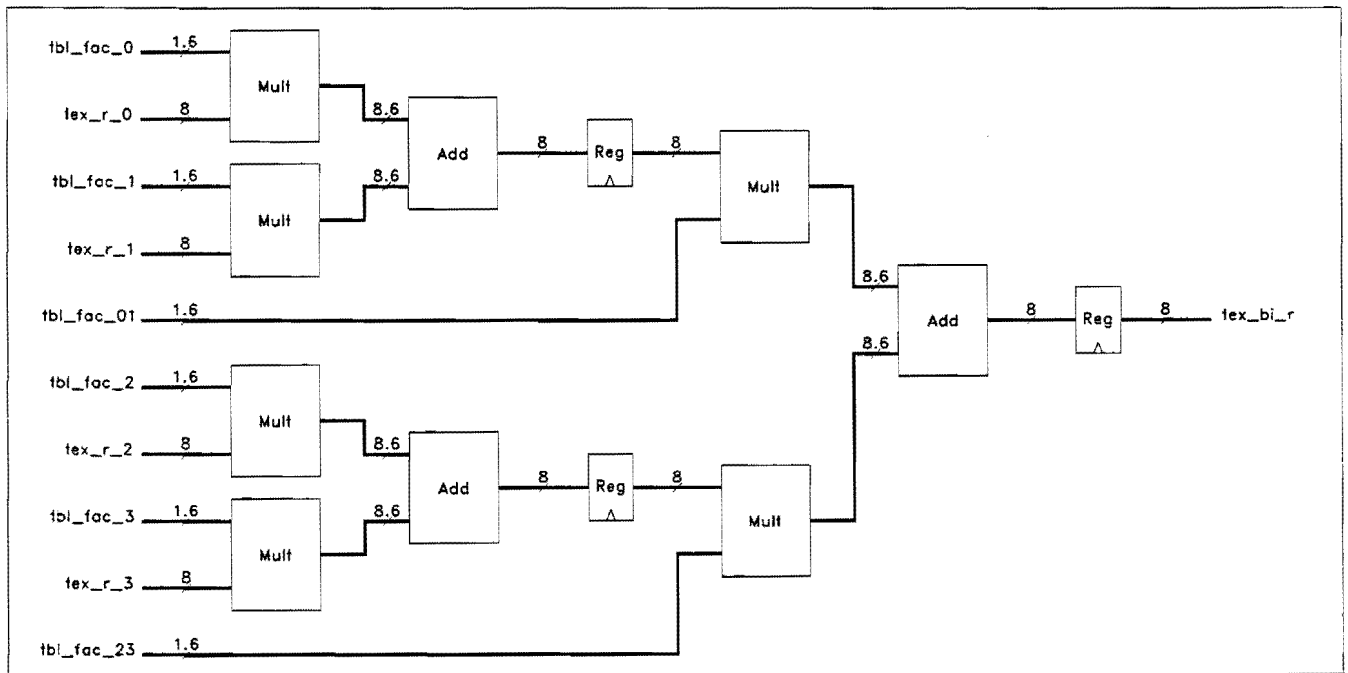 tbl_fac_0 1.6
Mult
tex_r_0 8
8.6
Add
8 Reg 8
Mult
tbl_fac_1 1.6
8.6
Mult
tex_r_1 8
8.6
tbl_fac_01 1.6
Add
8 Reg 8 tex_bi_r
8.6
tbl_fac_2 1.6
Mult
tex_r_2 8
8.6
Add
8 Reg 8
Mult
tbl_fac_3 1.6
8.6
Mult
tex_r_3 8
tbl_fac_23 1.6